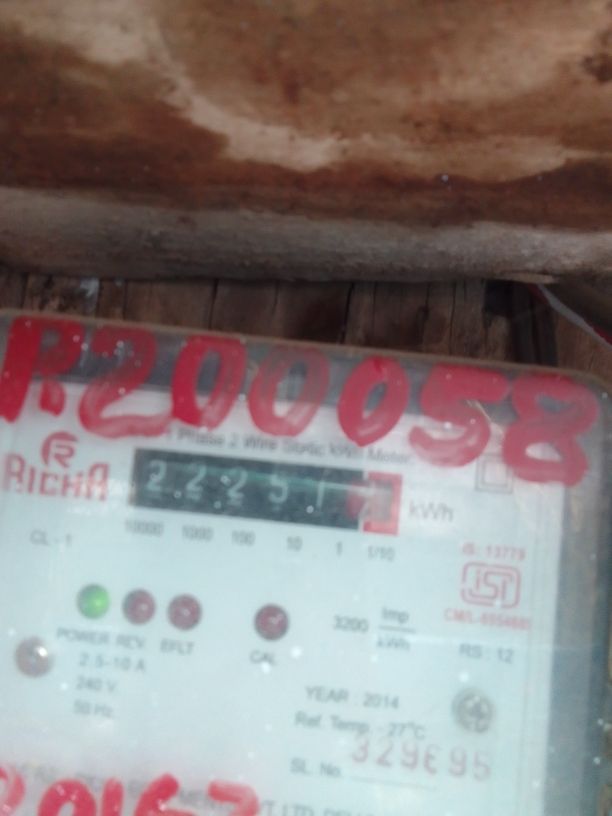 R200058
1 Phase 2 Wire Static kWh Meter
RICHA
2 2 2 5 1
kWh
10000 1000 100 10 1 1/10
CL - 1
IS: 13779
ISI
CM/L-
POWER REV. EFLT
CAL
3200 Imp
kWh
RS : 12
2.5-10 A
240 V
50 Hz
YEAR : 2014
Ref. Temp. - 27°C
SL. No.